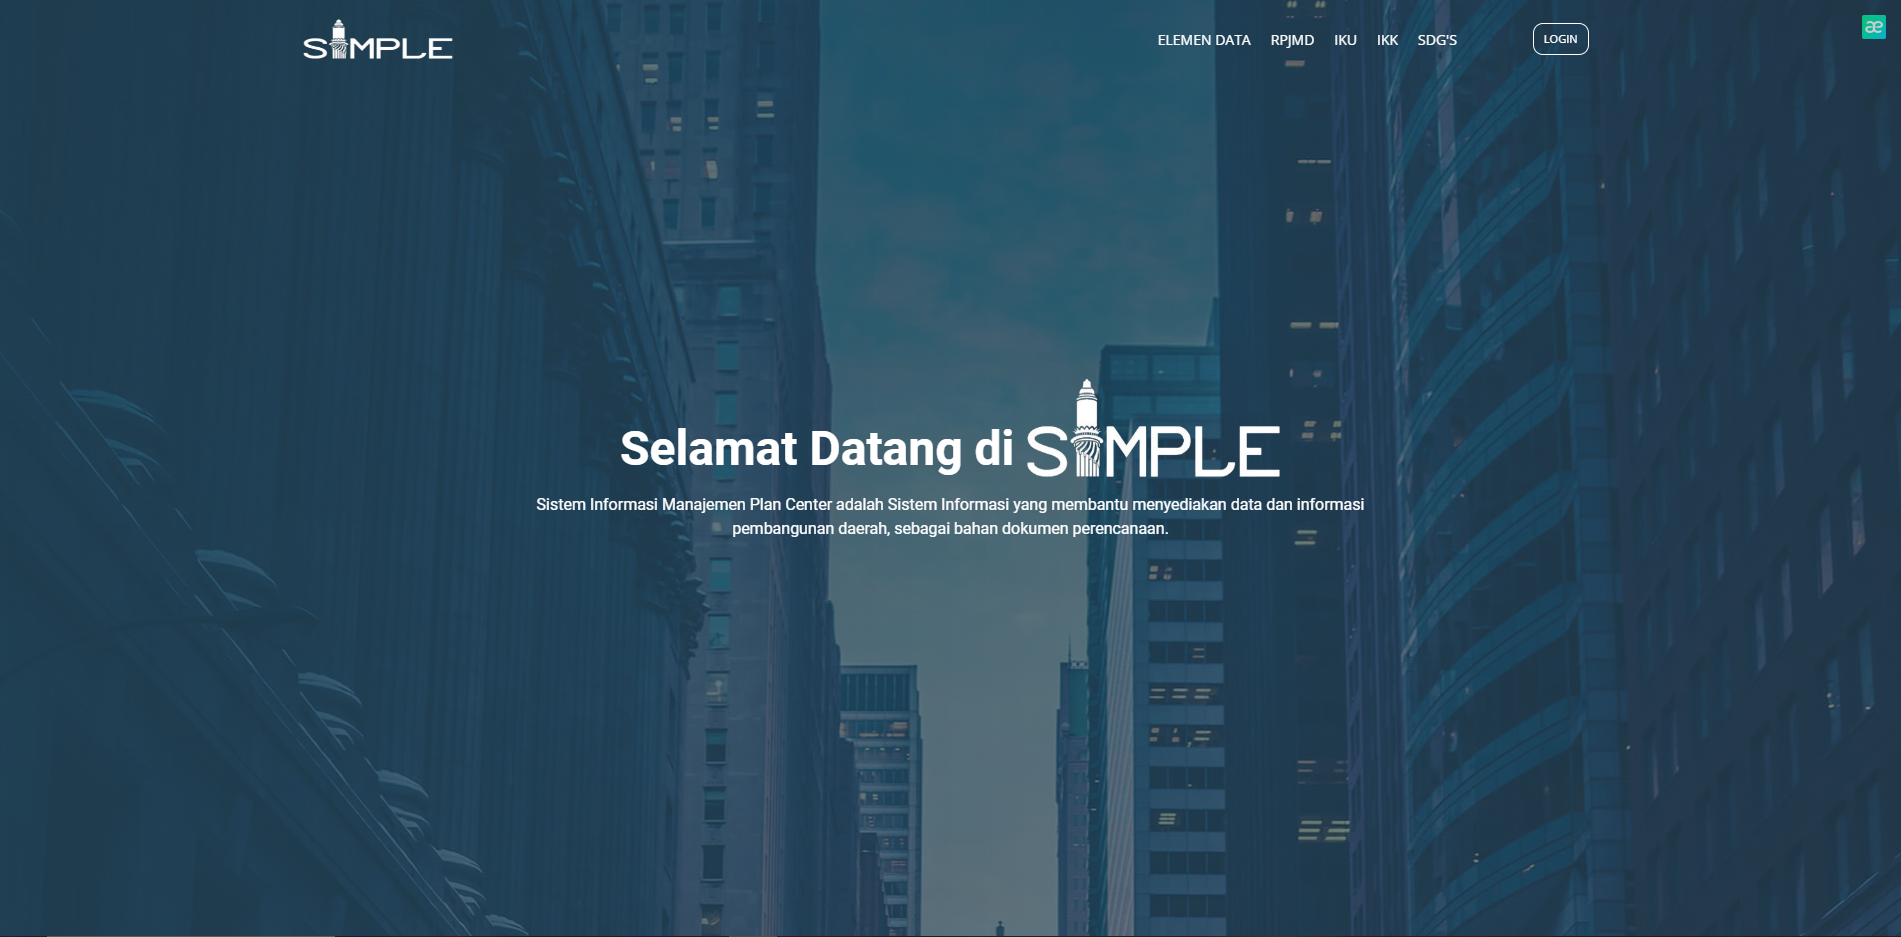 SIMPLE
ELEMEN DATA RPJMD IKU IKK SDG'S LOGIN
æ
Selamat Datang di SIMPLE
Sistem Informasi Manajemen Plan Center adalah Sistem Informasi yang membantu menyediakan data dan informasi
pembangunan daerah, sebagai bahan dokumen perencanaan.